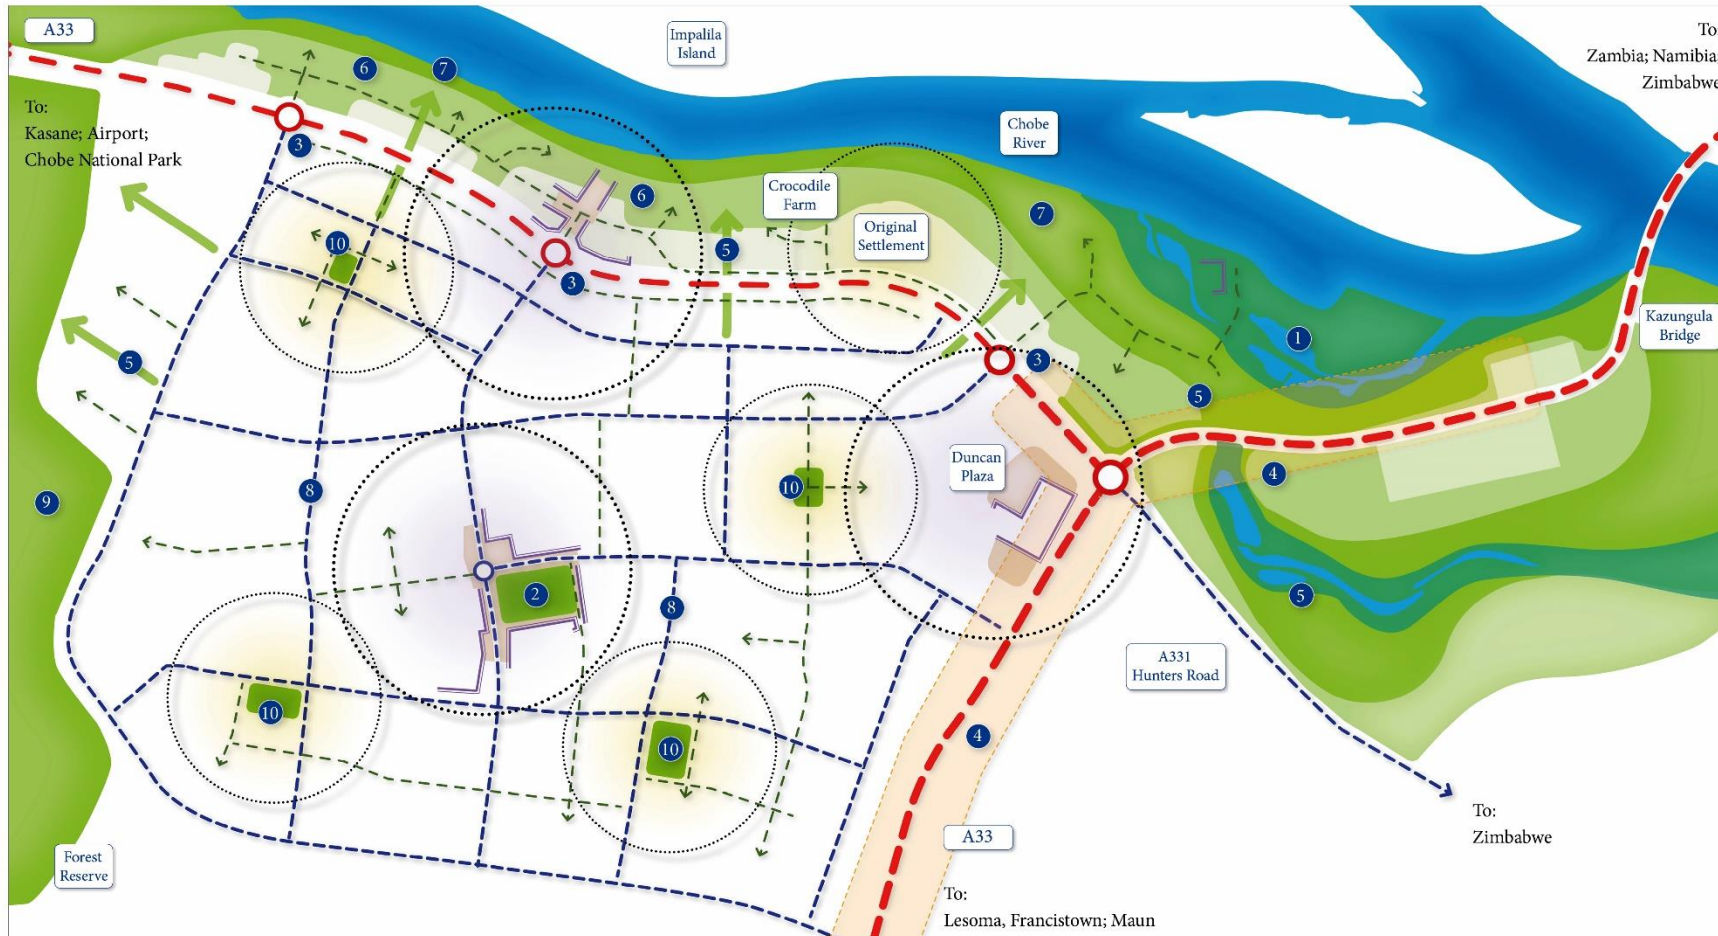 A33
Impalila
Island
To:
Zambia; Namibia;
Zimbabwe
6
7
To:
Kasane; Airport;
Chobe National Park
3
Chobe
River
Crocodile
Farm
6
7
Original
Settlement
10
5
3
5
1
Kazungula
Bridge
3
5
Duncan
Plaza
4
10
8
9
2
8
5
A331
Hunters Road
10
10
4
A33
To:
Zimbabwe
Forest
Reserve
To:
Lesoma, Francistown; Maun